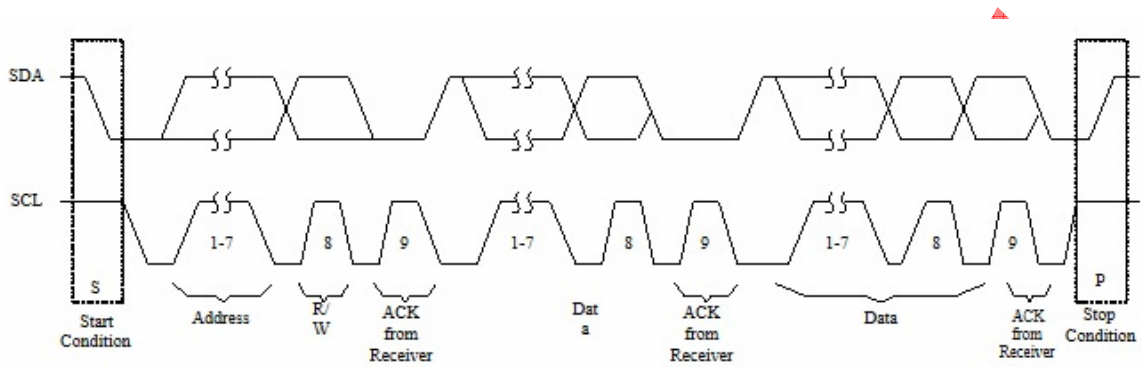 SDA
SCL
1-7
8
9
1-7
8
9
1-7
8
9
S
P
Start
Condition
Address
R/
W
ACK
from
Receiver
Dat
a
ACK
from
Receiver
Data
ACK
from
Receiver
Stop
Condition